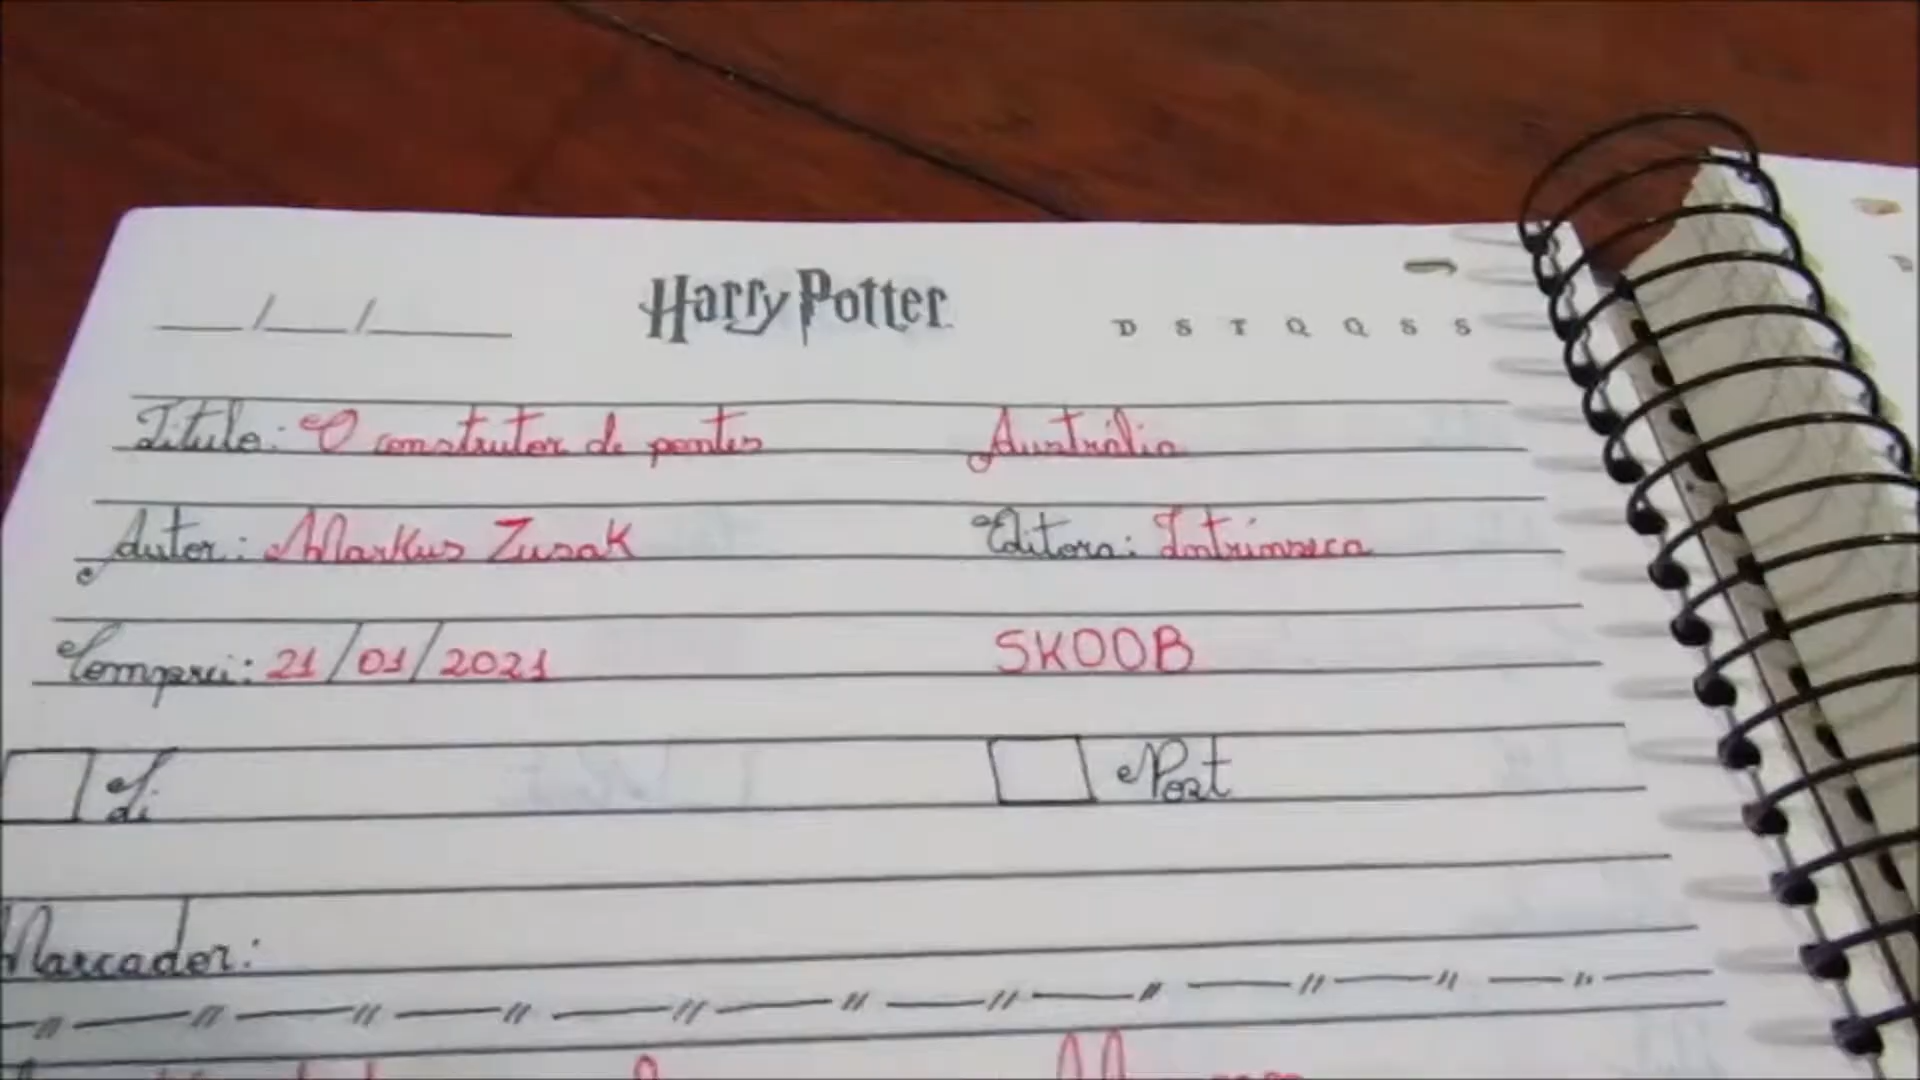 __/__/____ Harry Potter D S T Q Q S S
Título: O construtor de pontes Austrália
Autor: Markus Zusak Editora: Intrínseca
Comprei: 21/01/2021 SKOOB
Li Post
Marcador: